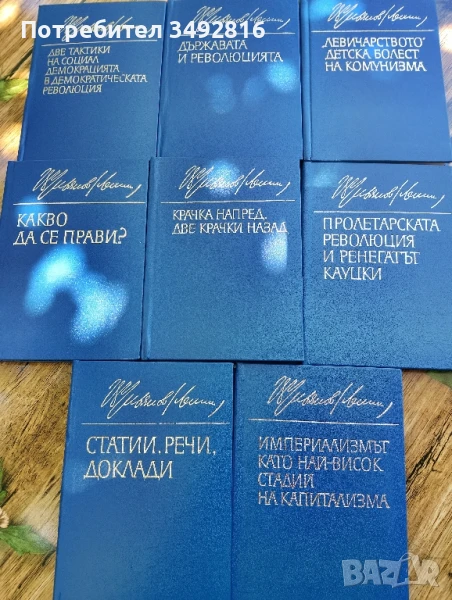 Потребител 3492816
ДВЕ ТАКТИКИ
НА СОЦИАЛ
ДЕМОКРАЦИЯТА
В ДЕМОКРАТИЧЕСКАТА
РЕВОЛЮЦИЯ
ДЪРЖАВАТА
И РЕВОЛЮЦИЯТА
„ЛЕВИЧАРСТВОТО"
ДЕТСКА БОЛЕСТ
НА КОМУНИЗМА
КАКВО
ДА СЕ ПРАВИ?
КРАЧКА НАПРЕД,
ДВЕ КРАЧКИ НАЗАД
ПРОЛЕТАРСКАТА
РЕВОЛЮЦИЯ
И РЕНЕГАТЪТ
КАУЦКИ
СТАТИИ, РЕЧИ,
ДОКЛАДИ
ИМПЕРИАЛИЗМЪТ
КАТО НАЙ-ВИСОК
СТАДИЙ
НА КАПИТАЛИЗМА
BAZAR